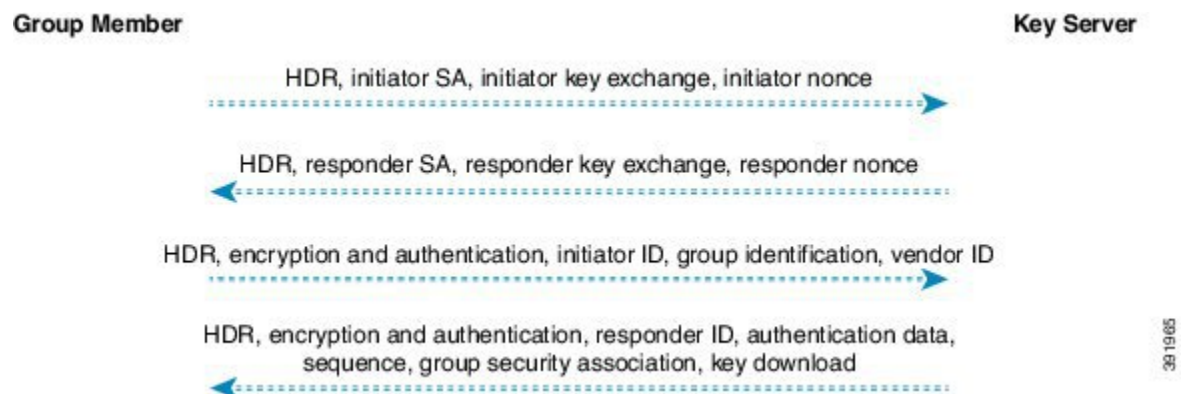 Group Member
Key Server
HDR, initiator SA, initiator key exchange, initiator nonce
HDR, responder SA, responder key exchange, responder nonce
HDR, encryption and authentication, initiator ID, group identification, vendor ID
HDR, encryption and authentication, responder ID, authentication data,
sequence, group security association, key download
391965